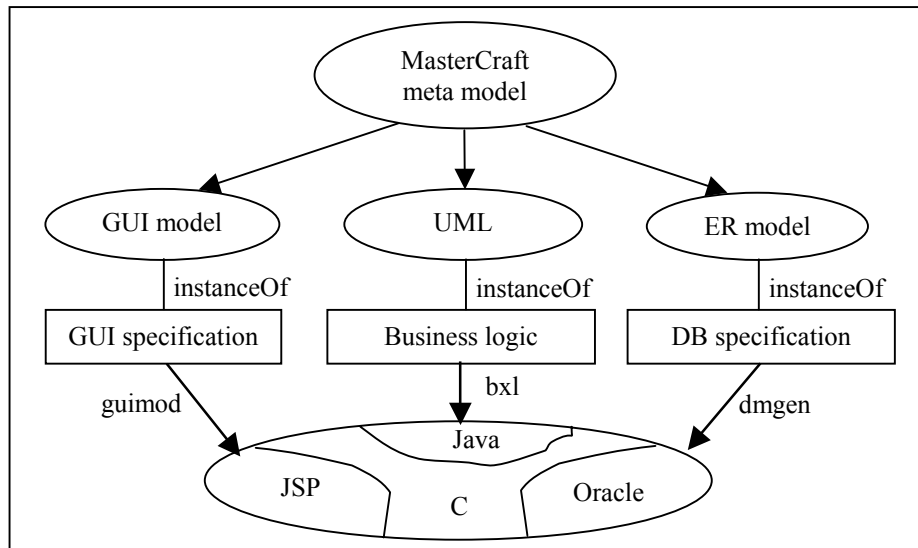 MasterCraft
meta model
GUI model
UML
ER model
instanceOf
instanceOf
instanceOf
GUI specification
Business logic
DB specification
guimod
bxl
dmgen
Java
JSP
C
Oracle